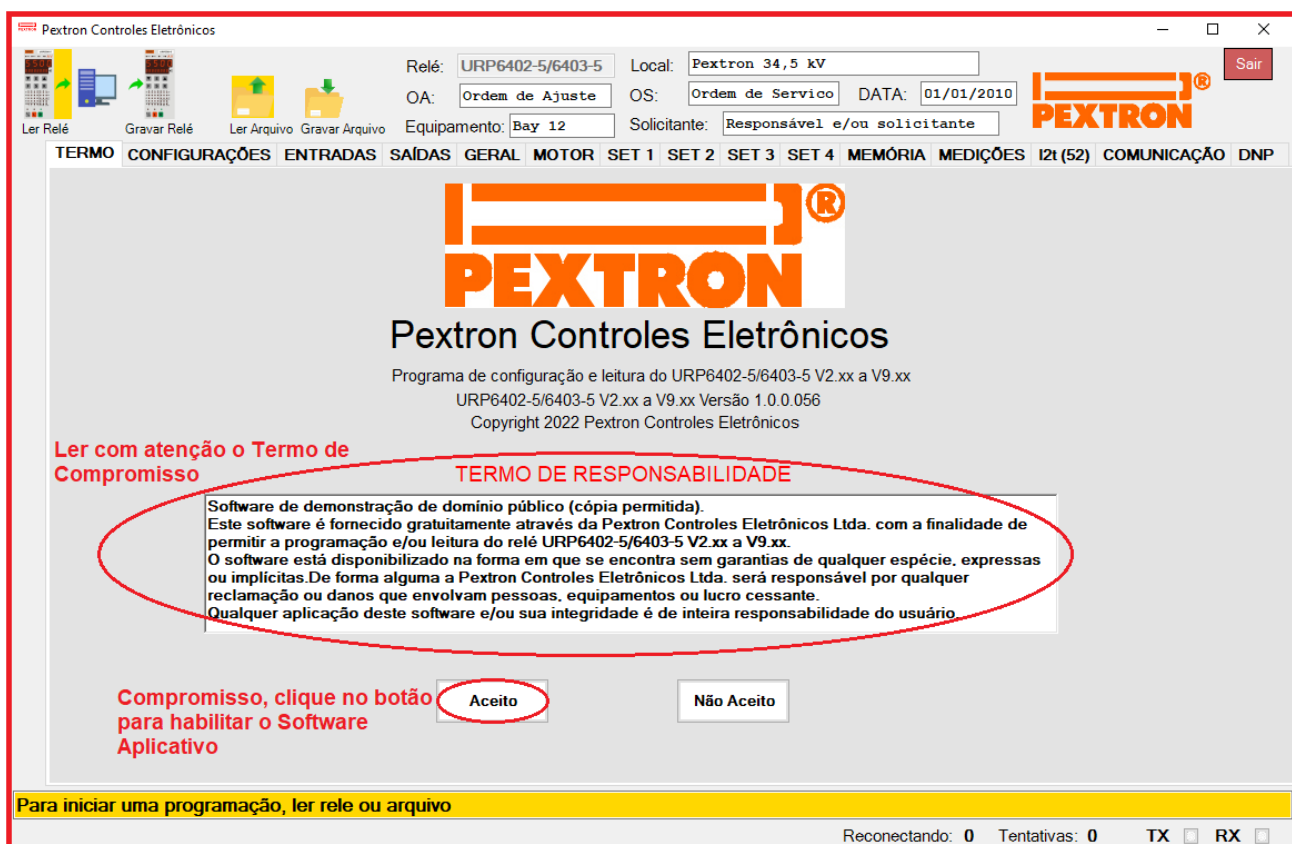 Pextron Controles Eletrônicos
Relé: URP6402-5/6403-5 Local: Pextron 34,5 kV Sair
OA: Ordem de Ajuste OS: Ordem de Servico DATA: 01/01/2010
Ler Relé Gravar Relé Ler Arquivo Gravar Arquivo Equipamento: Bay 12 Solicitante: Responsável e/ou solicitante PEXTRON ®
TERMO CONFIGURAÇÕES ENTRADAS SAÍDAS GERAL MOTOR SET 1 SET 2 SET 3 SET 4 MEMÓRIA MEDIÇÕES I2t (52) COMUNICAÇÃO DNP
®
PEXTRON
Pextron Controles Eletrônicos
Programa de configuração e leitura do URP6402-5/6403-5 V2.xx a V9.xx
URP6402-5/6403-5 V2.xx a V9.xx Versão 1.0.0.056
Copyright 2022 Pextron Controles Eletrônicos
Ler com atenção o Termo de
Compromisso
TERMO DE RESPONSABILIDADE
Software de demonstração de domínio público (cópia permitida).
Este software é fornecido gratuitamente através da Pextron Controles Eletrônicos Ltda. com a finalidade de
permitir a programação e/ou leitura do relé URP6402-5/6403-5 V2.xx a V9.xx.
O software está disponibilizado na forma em que se encontra sem garantias de qualquer espécie, expressas
ou implícitas.De forma alguma a Pextron Controles Eletrônicos Ltda. será responsável por qualquer
reclamação ou danos que envolvam pessoas, equipamentos ou lucro cessante.
Qualquer aplicação deste software e/ou sua integridade é de inteira responsabilidade do usuário.
Compromisso, clique no botão
para habilitar o Software
Aplicativo
Aceito Não Aceito
Para iniciar uma programação, ler rele ou arquivo
Reconectando: 0 Tentativas: 0 TX RX